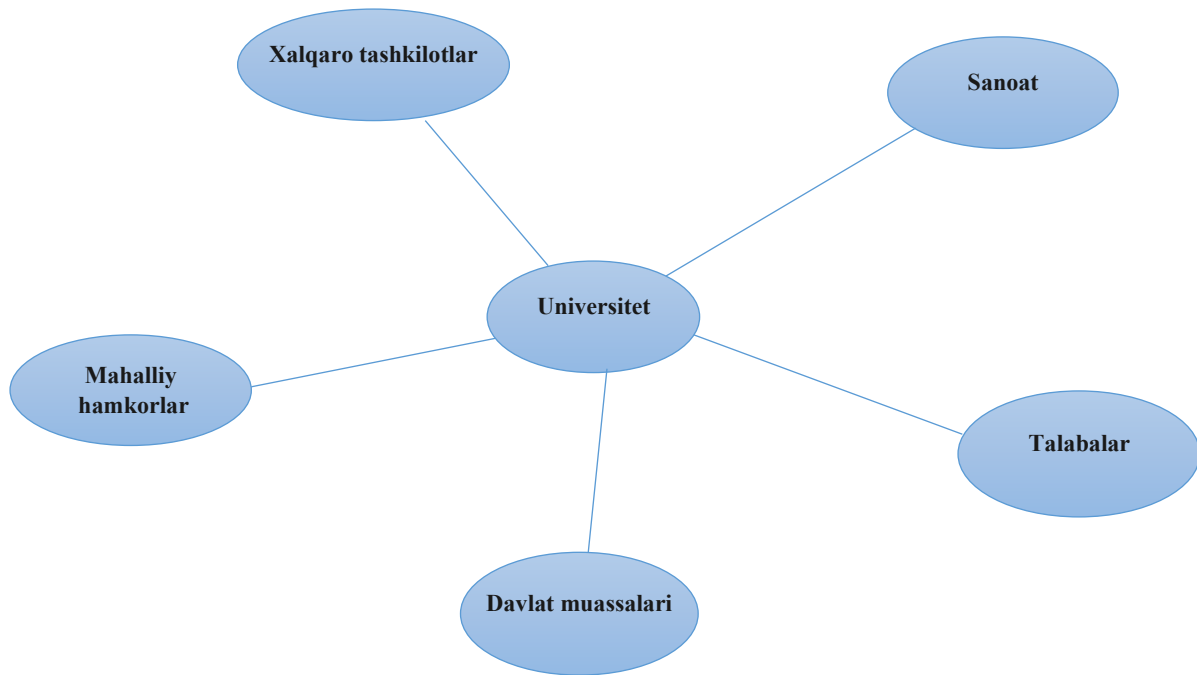 Xalqaro tashkilotlar
Sanoat
Universitet
Mahalliy
hamkorlar
Talabalar
Davlat muassalari